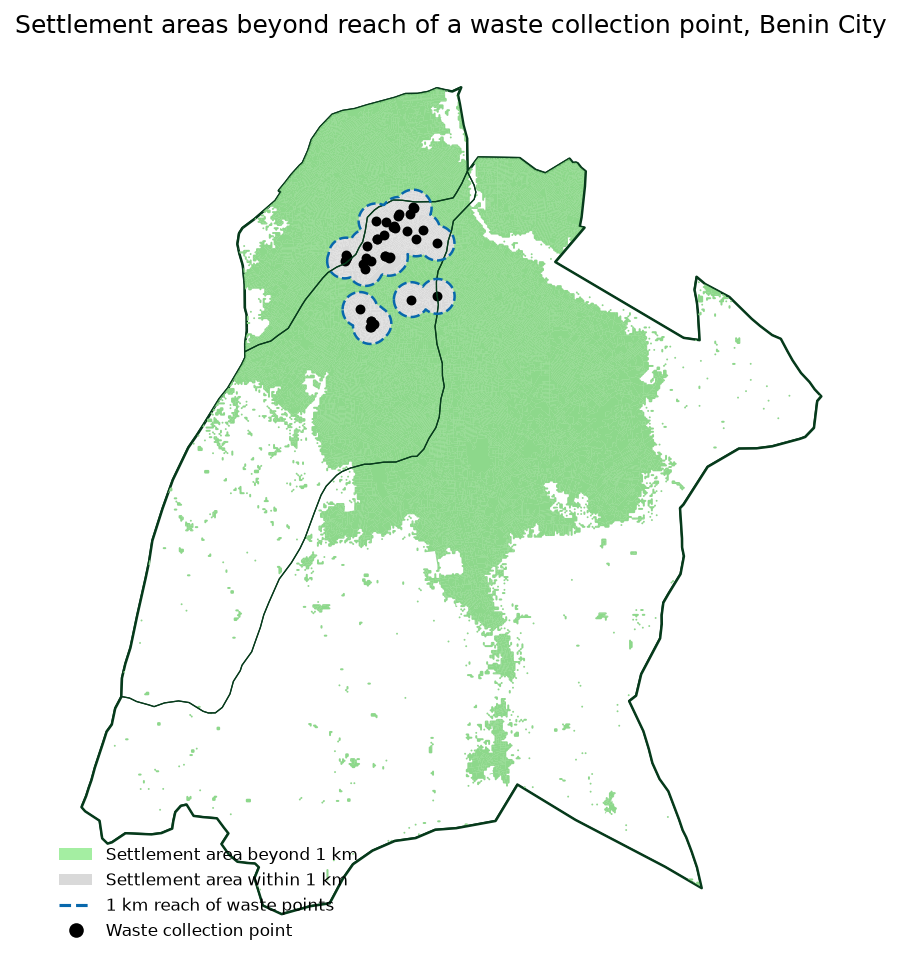 Settlement areas beyond reach of a waste collection point, Benin City
Settlement area beyond 1 km
Settlement area within 1 km
1 km reach of waste points
Waste collection point